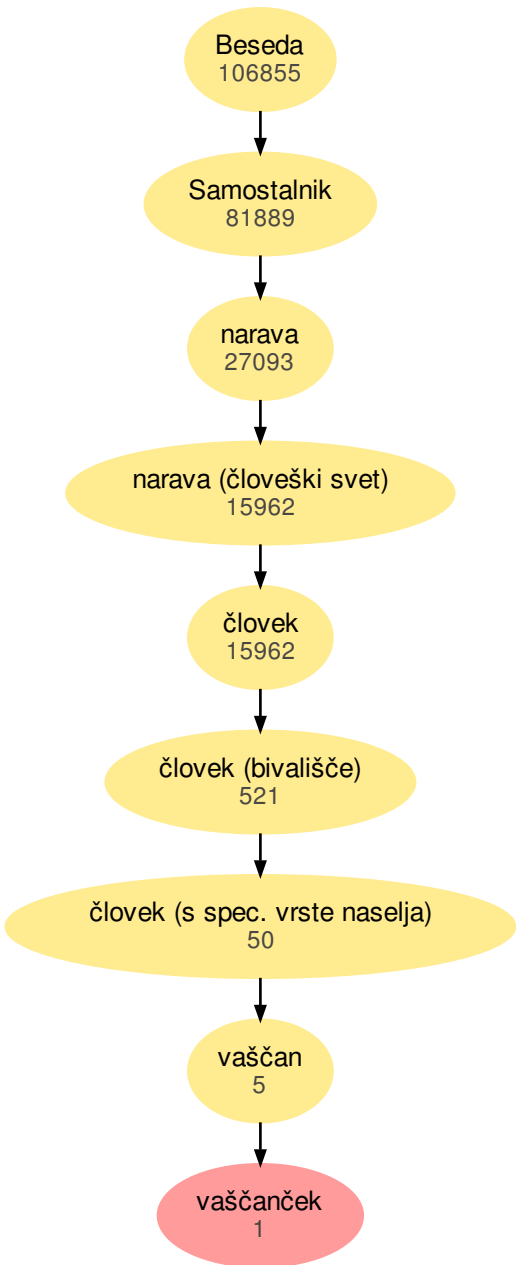 Beseda
106855
Samostalnik
81889
narava
27093
narava (človeški svet)
15962
človek
15962
človek (bivališče)
521
človek (s spec. vrste naselja)
50
vaščan
5
vaščanček
1